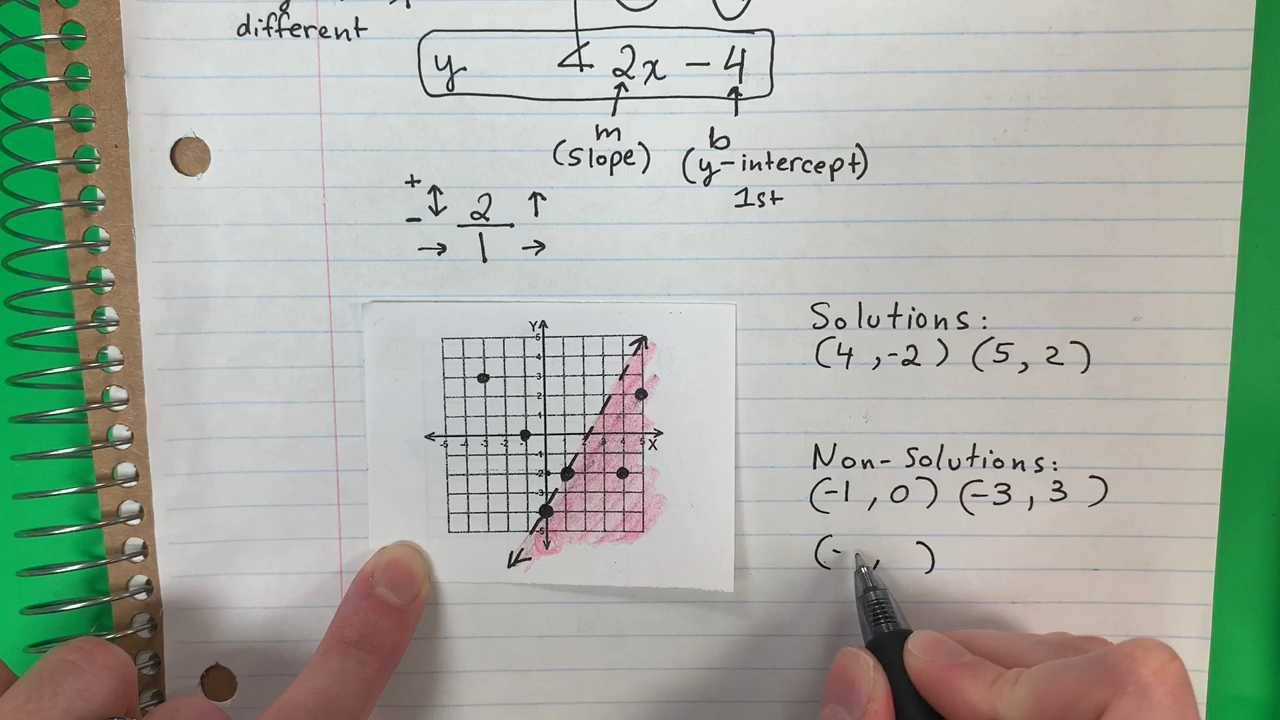 different
y < 2x - 4
m
b
(slope)
(y-intercept)
1st
+
- 2
1
Y
X
Solutions:
(4, -2) (5, 2)
Non-Solutions:
(-1, 0) (-3, 3)
(- , )